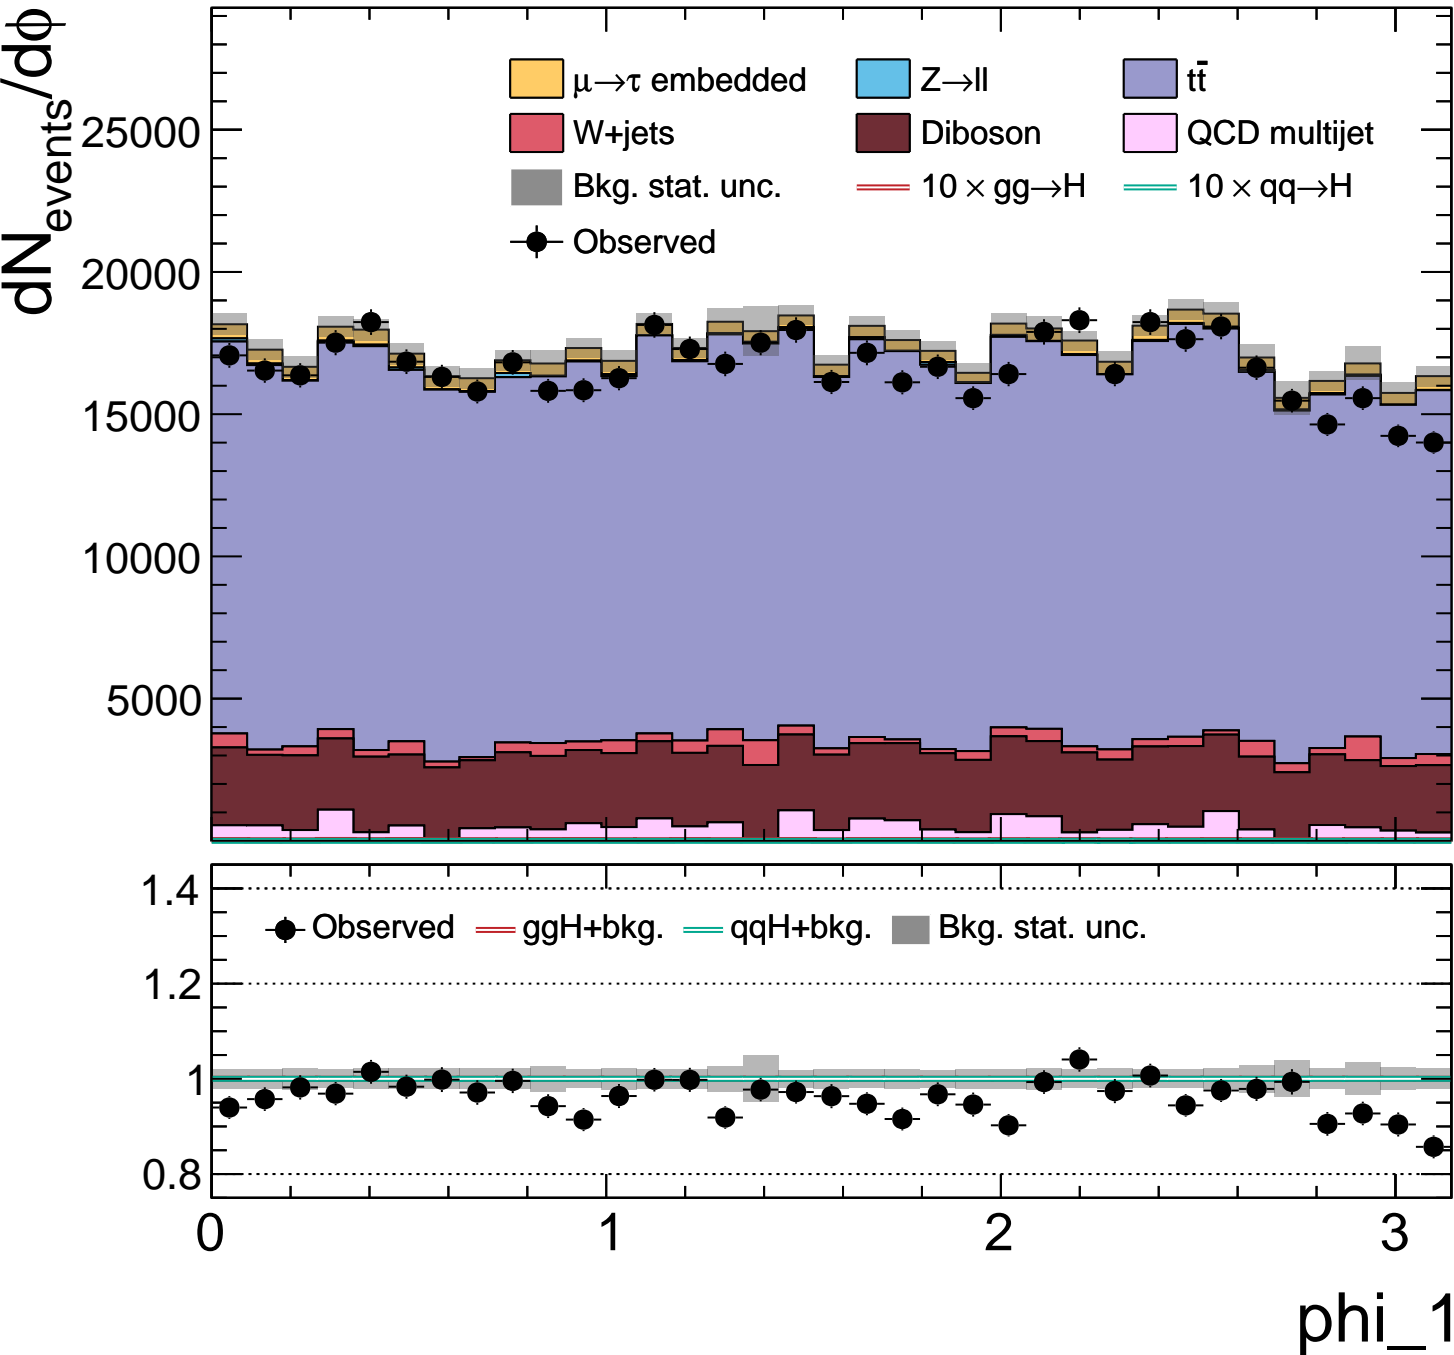 dN_events/dϕ
μ→τ embedded
Z→ll
tt̄
W+jets
Diboson
QCD multijet
Bkg. stat. unc.
10 × gg→H
10 × qq→H
Observed
25000
20000
15000
10000
5000
1.4
Observed
ggH+bkg.
qqH+bkg.
Bkg. stat. unc.
1.2
1
0.8
0 1 2 3
phi_1